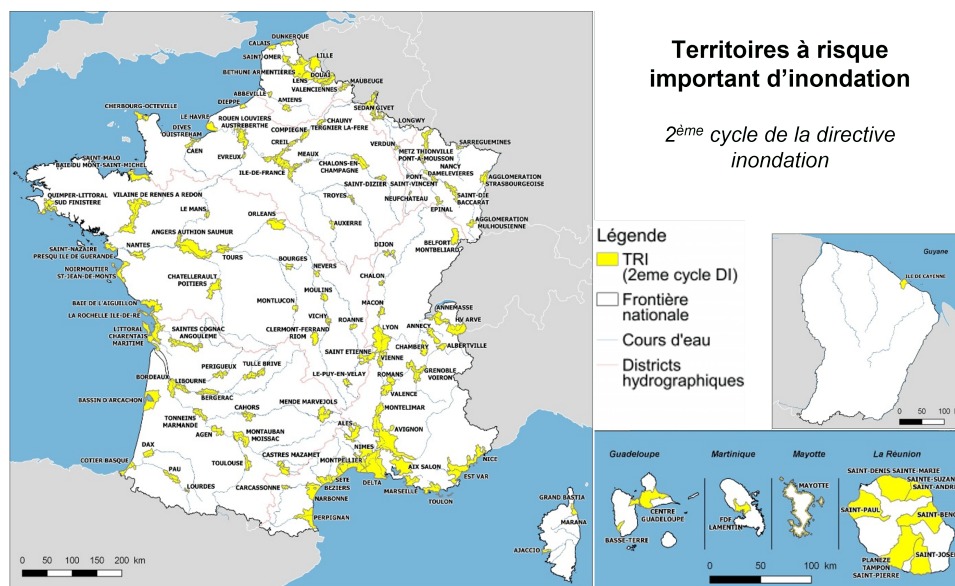 Territoires à risque
important d'inondation
2ème cycle de la directive
inondation
DUNKERQUE
CALAIS
SAINT OMER
LILLE
BETHUNE ARMENTIERES
DOUAI
LENS
VALENCIENNES
MAUBEUGE
ABBEVILLE
AMIENS
DIEPPE
SEDAN GIVET
CHERBOURG-OCTEVILLE
LE HAVRE
ROUEN LOUVIERS
AUSTREBERTHE
CHAUNY
TERGNIER LA-FERE
COMPIEGNE
LONGWY
DIVES
OUISTREHAM
CREIL
VERDUN
SARREGUEMINES
CAEN
EVREUX
MEAUX
METZ THIONVILLE
PONT-A-MOUSSON
SAINT-MALO
BAIE DU MONT-SAINT-MICHEL
ILE-DE-FRANCE
CHALONS-EN-
CHAMPAGNE
NANCY
DAMELEVIERES
PONT
SAINT-VINCENT
AGGLOMERATION
STRASBOURGEOISE
SAINT-DIZIER
QUIMPER-LITTORAL
SUD FINISTERE
VILAINE DE RENNES A REDON
TROYES
NEUFCHATEAU
SAINT-DIE
BACCARAT
EPINAL
LE MANS
ORLEANS
AUXERRE
AGGLOMERATION
MULHOUSIENNE
ANGERS AUTHION SAUMUR
SAINT-NAZAIRE
PRESQU ILE DE GUERANDE
NANTES
TOURS
DIJON
BELFORT
MONTBELIARD
NOIRMOUTIER
ST-JEAN-DE-MONTS
BOURGES
NEVERS
CHATELLERAULT
POITIERS
CHALON
MOULINS
BAIE DE L'AIGUILLON
MONTLUCON
MACON
ANNEMASSE
LA ROCHELLE ILE-DE-RE
VICHY
ROANNE
LYON
ANNECY
HV ARVE
LITTORAL
CHARENTAIS
MARITIME
SAINTES COGNAC
ANGOULEME
CLERMONT-FERRAND
RIOM
CHAMBERY
ALBERTVILLE
SAINT ETIENNE
VIENNE
PERIGUEUX
TULLE BRIVE
LE-PUY-EN-VELAY
ROMANS
GRENOBLE
VOIRON
BORDEAUX
LIBOURNE
BERGERAC
VALENCE
BASSIN D'ARCACHON
CAHORS
MENDE MARVEJOLS
MONTELIMAR
TONNEINS
MARMANDE
AGEN
MONTAUBAN
MOISSAC
ALES
AVIGNON
DAX
NIMES
COTIER BASQUE
TOULOUSE
CASTRES MAZAMET
MONTPELLIER
AIX SALON
NICE
PAU
LOURDES
CARCASSONNE
SETE
BEZIERS
DELTA
EST VAR
MARSEILLE
NARBONNE
TOULON
PERPIGNAN
GRAND BASTIA
MARANA
AJACCIO
0 50 100 150 200 km
Légende
TRI
(2eme cycle DI)
Frontière
nationale
Cours d'eau
Districts
hydrographiques
Guyane
ILE DE CAYENNE
0 50 100
Guadeloupe
Martinique
Mayotte
La Réunion
CENTRE
GUADELOUPE
BASSE-TERRE
FDF
LAMENTIN
MAYOTTE
SAINT-DENIS SAINTE-MARIE
SAINTE-SUZAN
SAINT-ANDR
SAINT-PAUL
SAINT-BENO
SAINT-JOSE
PLANEZE
TAMPON
SAINT-PIERRE
0 50 100 km